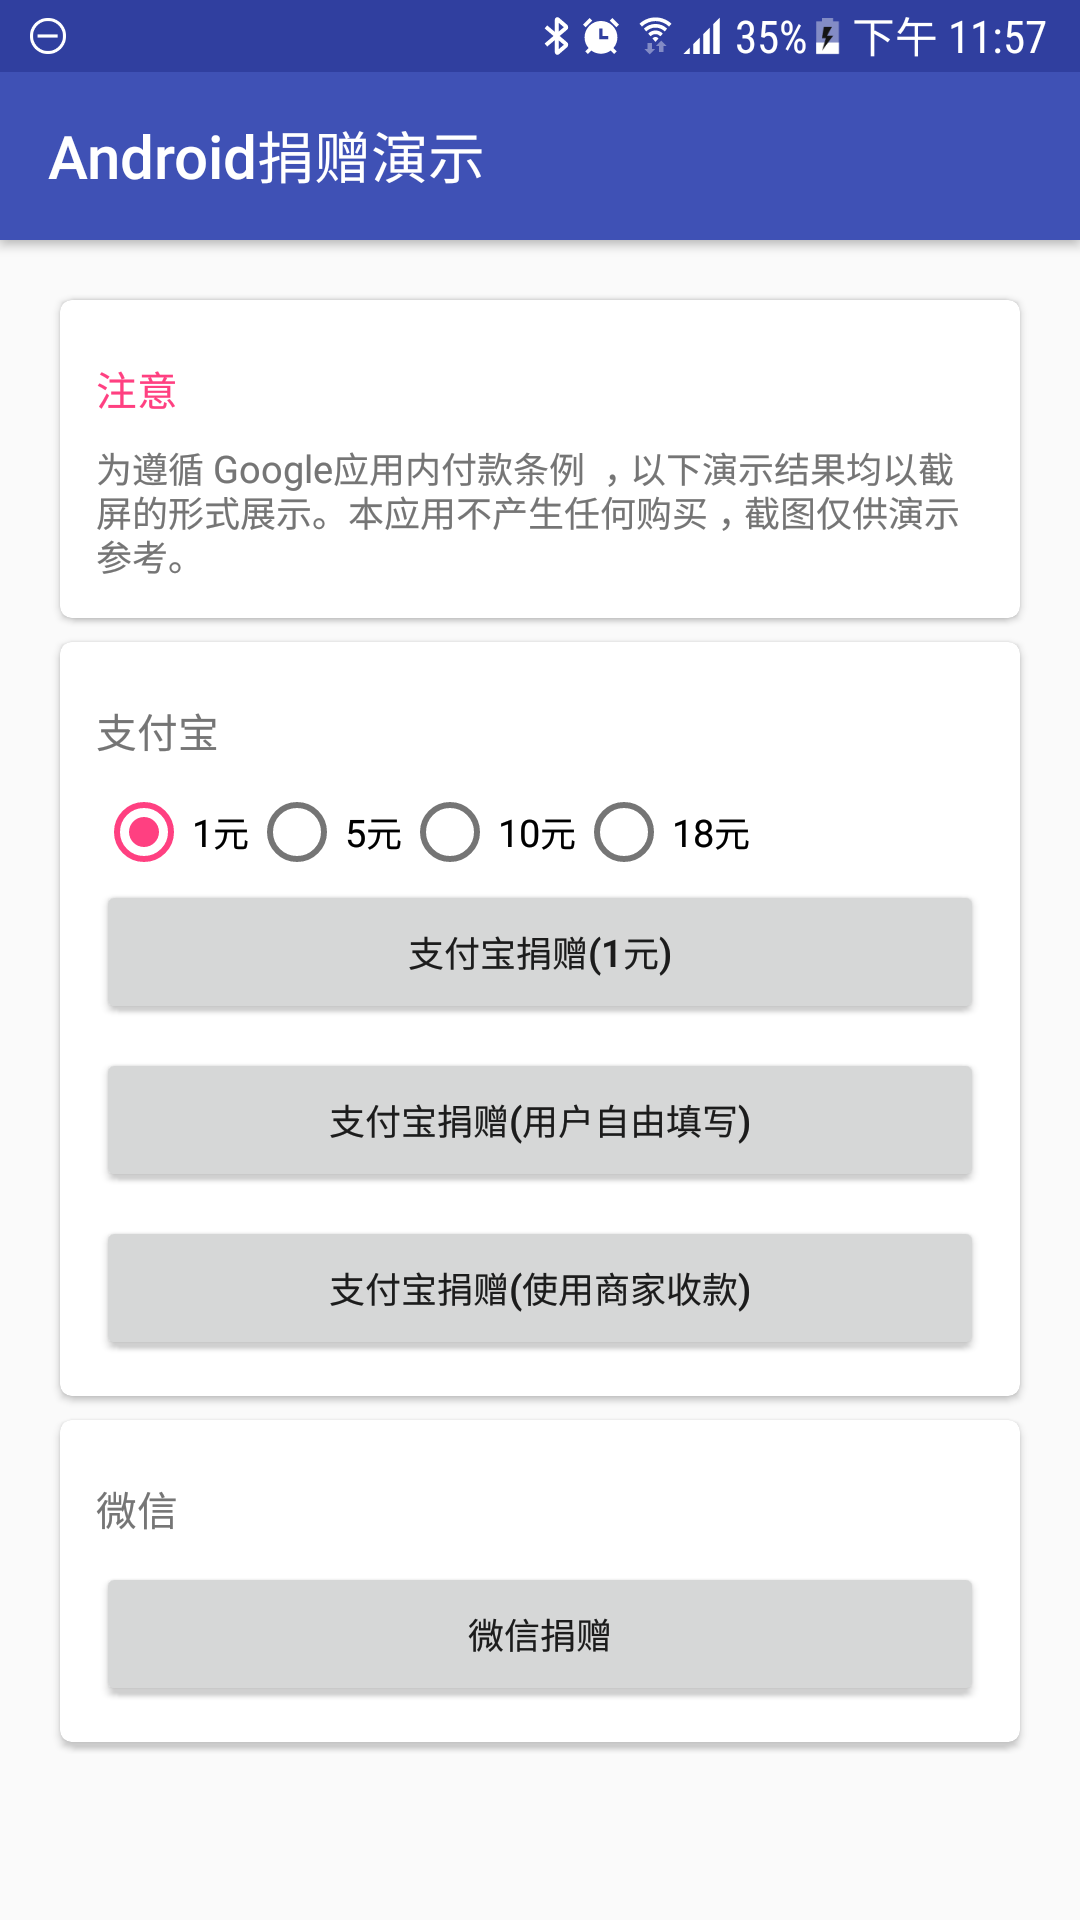 35% 下午 11:57
Android捐赠演示
注意
为遵循 Google应用内付款条例 ，以下演示结果均以截
屏的形式展示。本应用不产生任何购买，截图仅供演示
参考。
支付宝
1元 5元 10元 18元
支付宝捐赠(1元)
支付宝捐赠(用户自由填写)
支付宝捐赠(使用商家收款)
微信
微信捐赠